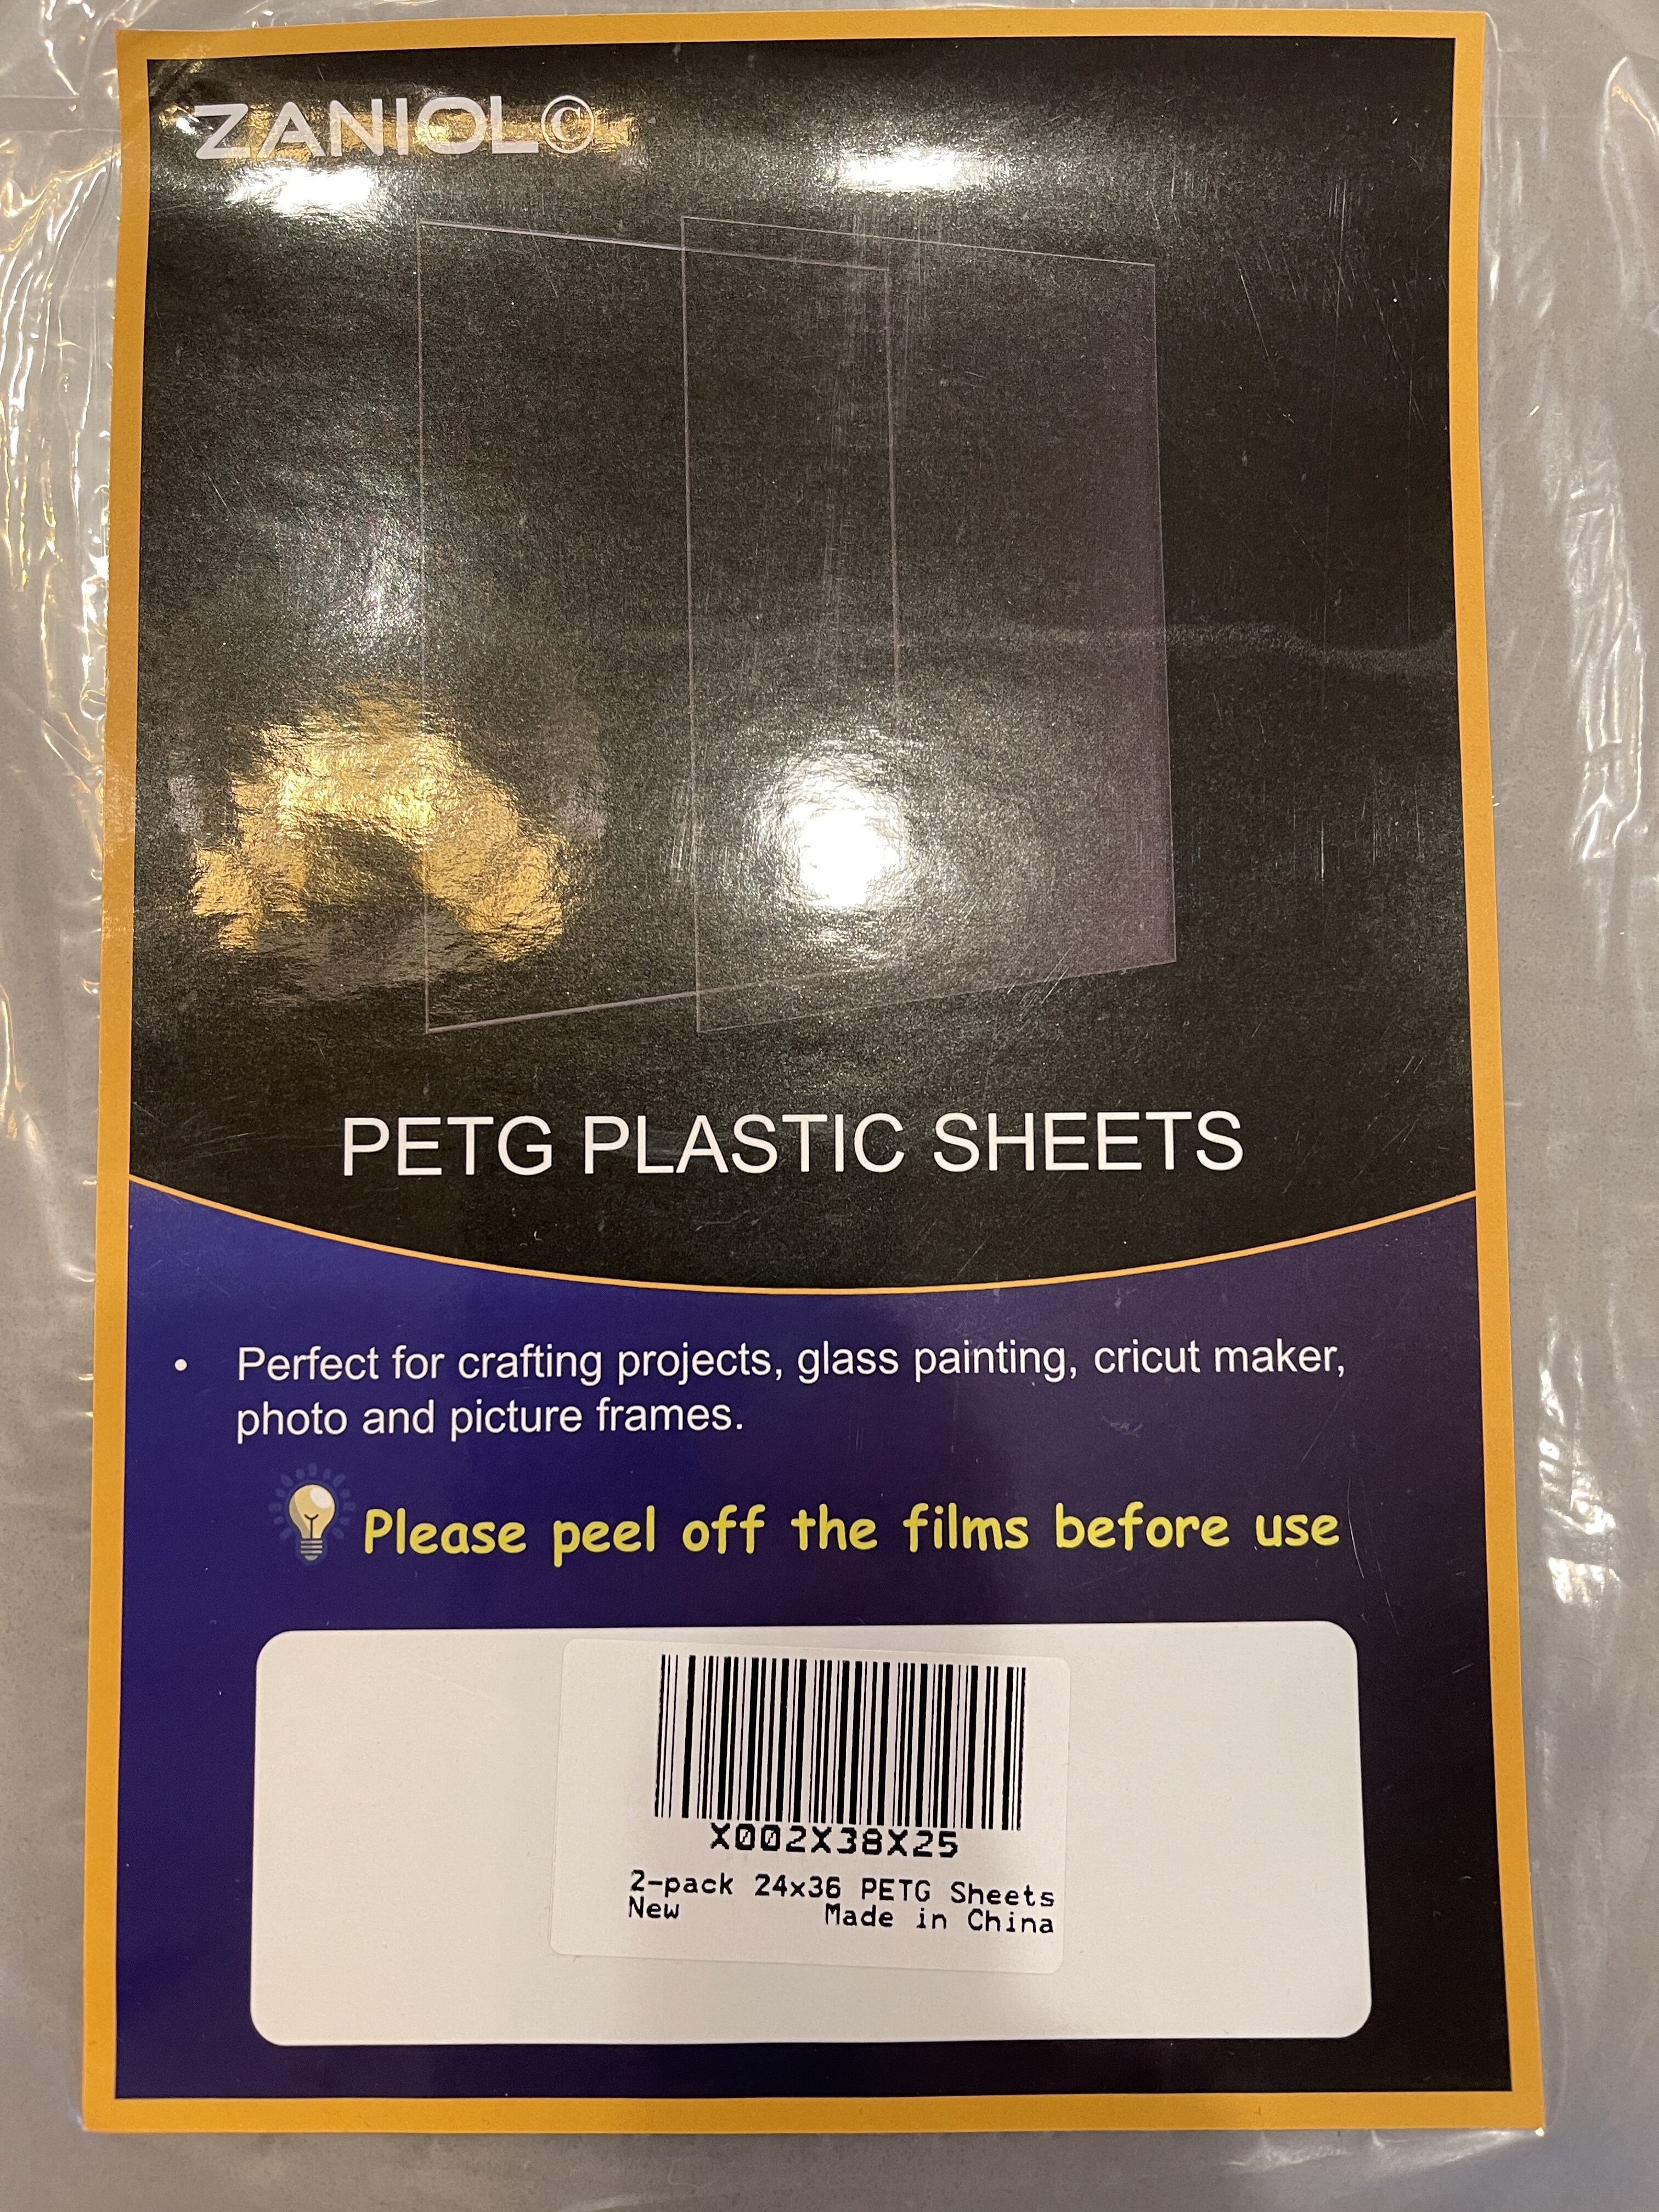 ZANIOL©
PETG PLASTIC SHEETS
• Perfect for crafting projects, glass painting, cricut maker,
photo and picture frames.
Please peel off the films before use
X002X38X25
2-pack 24x36 PETG Sheets
New Made in China